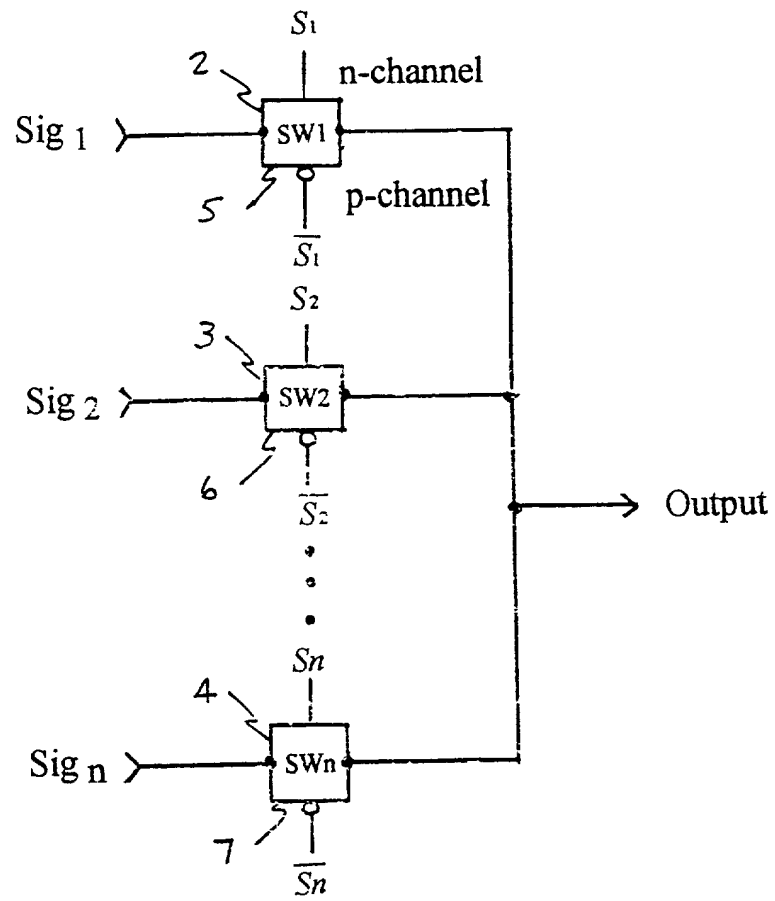 S₁
2
n-channel
Sig 1
SW1
5
p-channel
S̅₁
S₂
3
Sig 2
SW2
6
S̅₂
Output
Sn
4
Sig n
SWn
7
S̅n